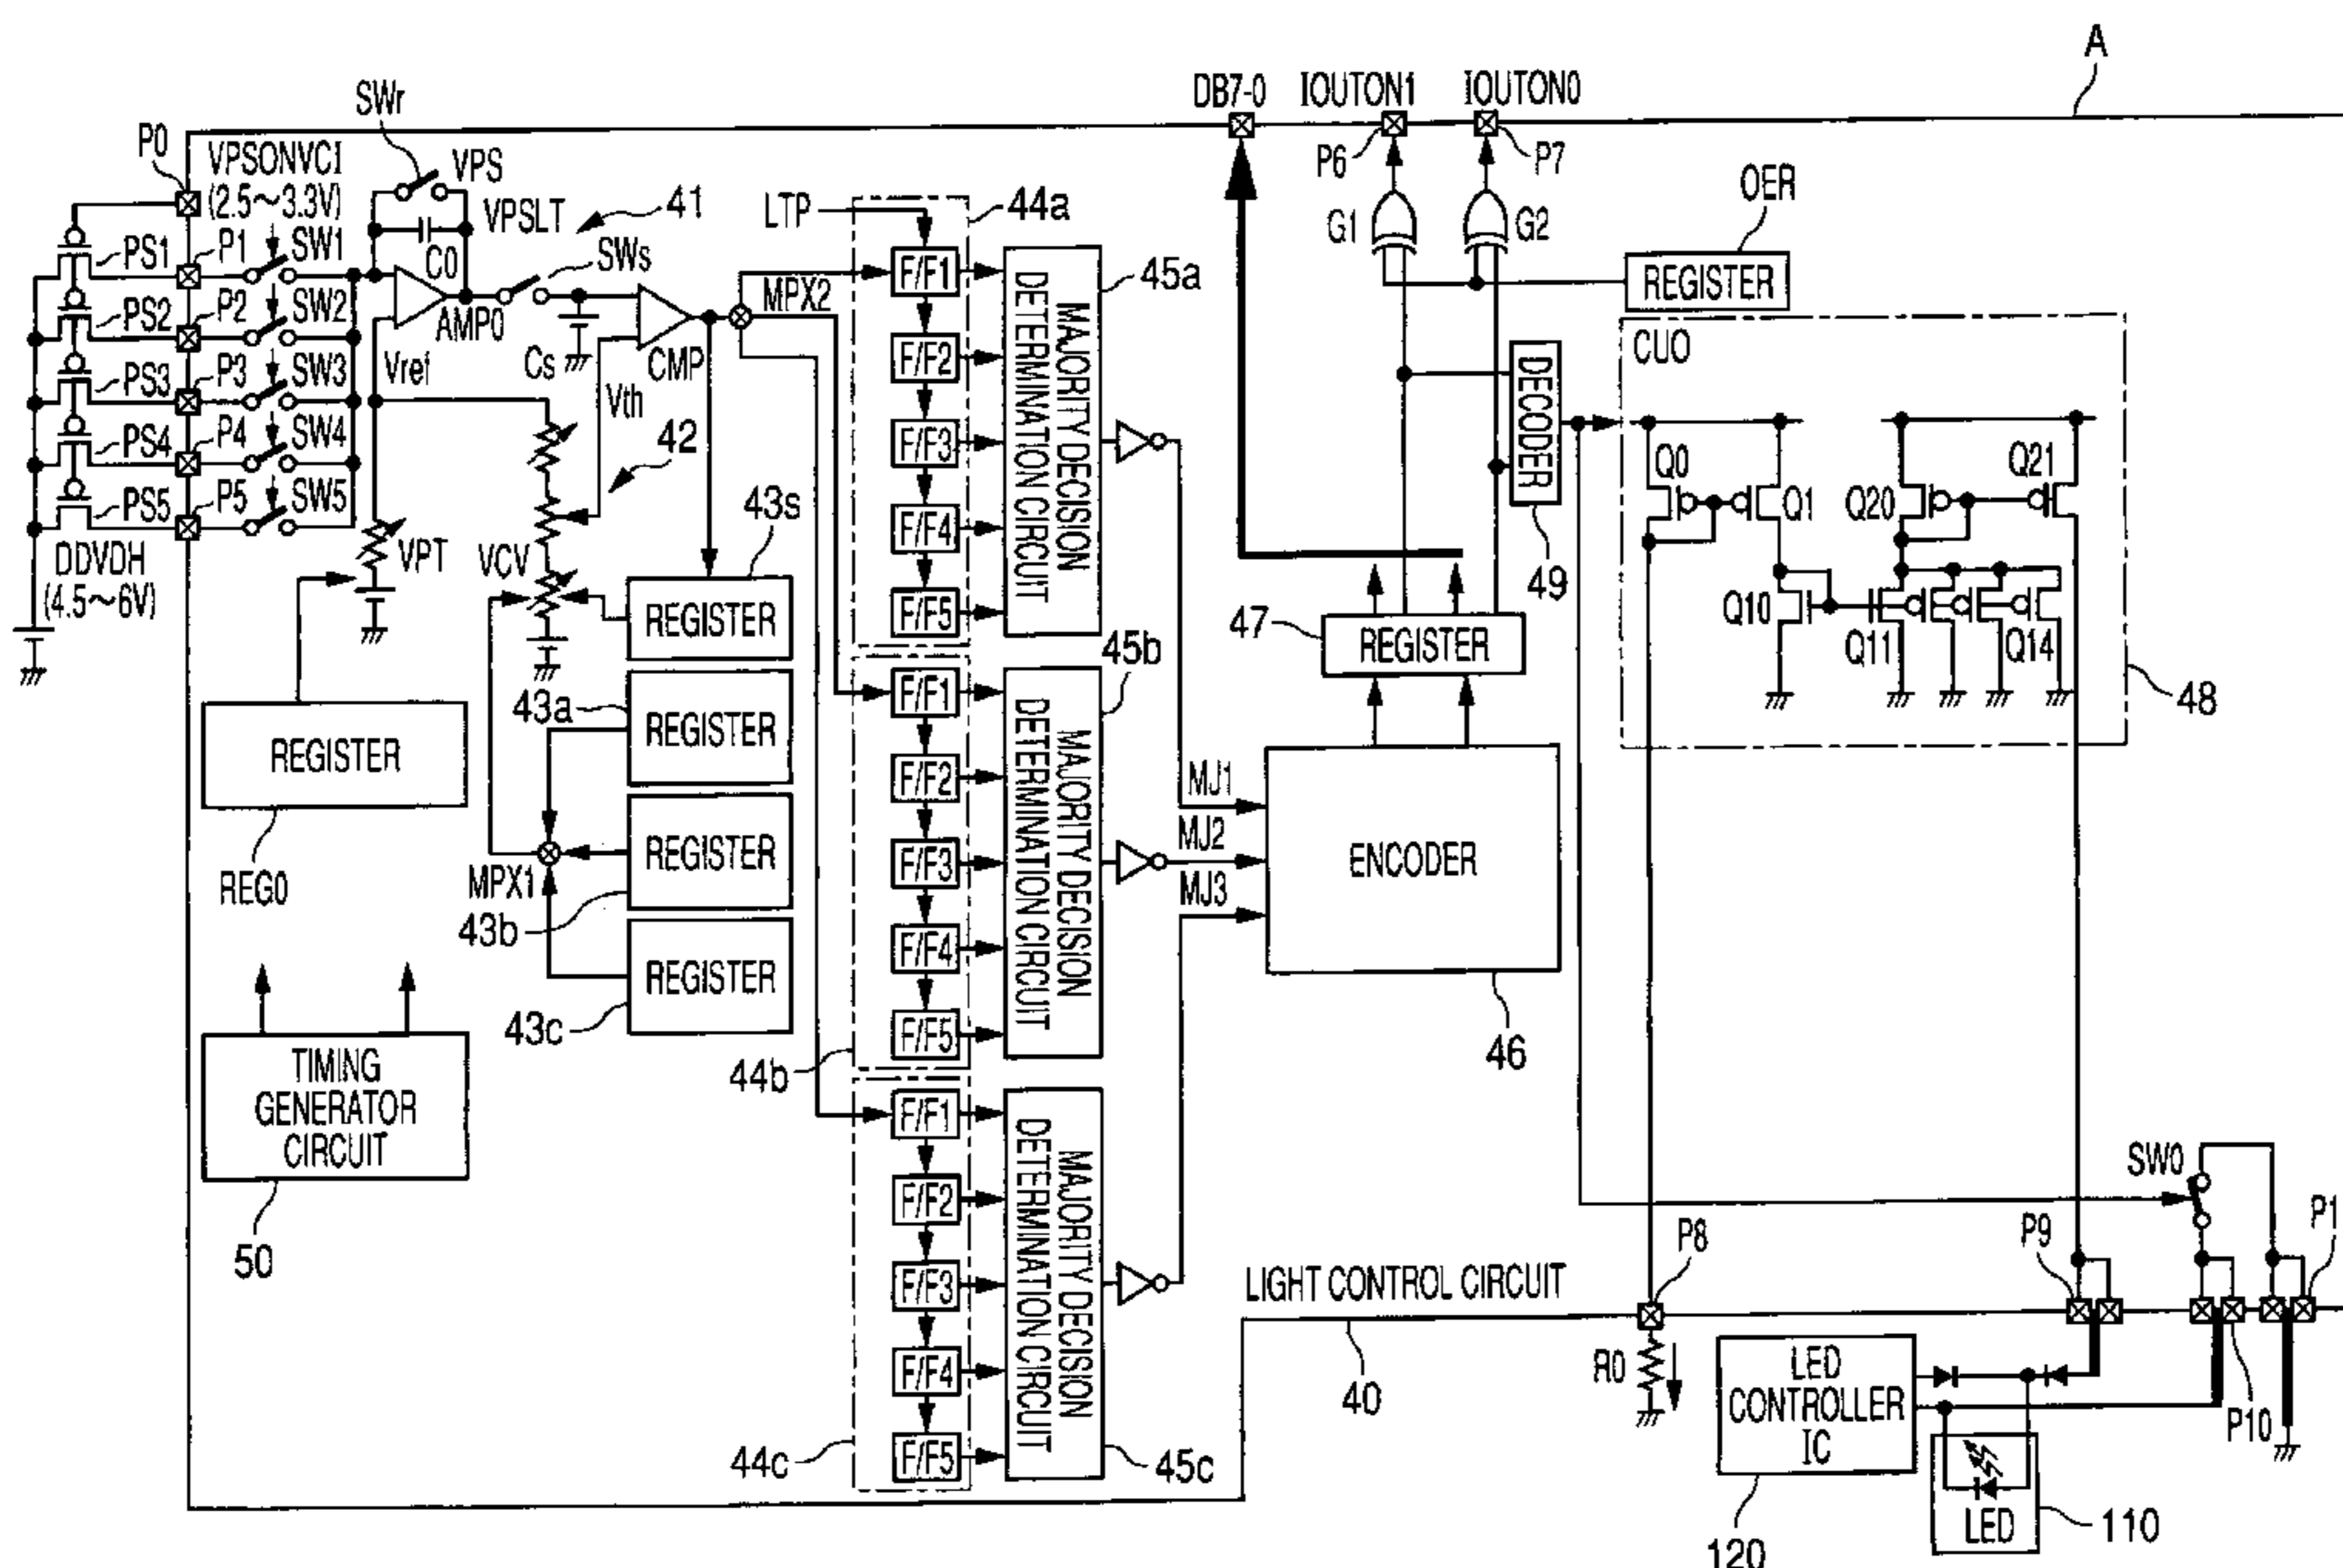 A
DB7-0 IOUTON1 IOUTON0
SWr
P0
VPSONVCI
(2.5～3.3V)
VPS
VPSLT
41
LTP
44a
P6
P7
G1
G2
OER
REGISTER
PS1
P1
SW1
C0
SWs
MPX2
F/F1
45a
PS2
P2
SW2
AMP0
CMP
F/F2
PS3
P3
SW3
Vref
Cs
Vth
F/F3
PS4
P4
SW4
42
F/F4
PS5
P5
SW5
43s
F/F5
MAJORITY DECISION
DETERMINATION CIRCUIT
DECODER
49
CUO
Q0
Q1
Q20
Q21
Q10
Q11
Q14
48
DDVDH
(4.5～6V)
VPT
VCV
REGISTER
47
REGISTER
45b
43a
REGISTER
REGISTER
REG0
MPX1
REGISTER
43b
REGISTER
43c
F/F1
F/F2
F/F3
F/F4
F/F5
MAJORITY DECISION
DETERMINATION CIRCUIT
44b
MJ1
MJ2
MJ3
ENCODER
46
TIMING
GENERATOR
CIRCUIT
50
F/F1
F/F2
F/F3
F/F4
F/F5
MAJORITY DECISION
DETERMINATION CIRCUIT
44c
45c
LIGHT CONTROL CIRCUIT
40
SW0
P8
P9
P1
P10
R0
LED
CONTROLLER
IC
120
LED
110